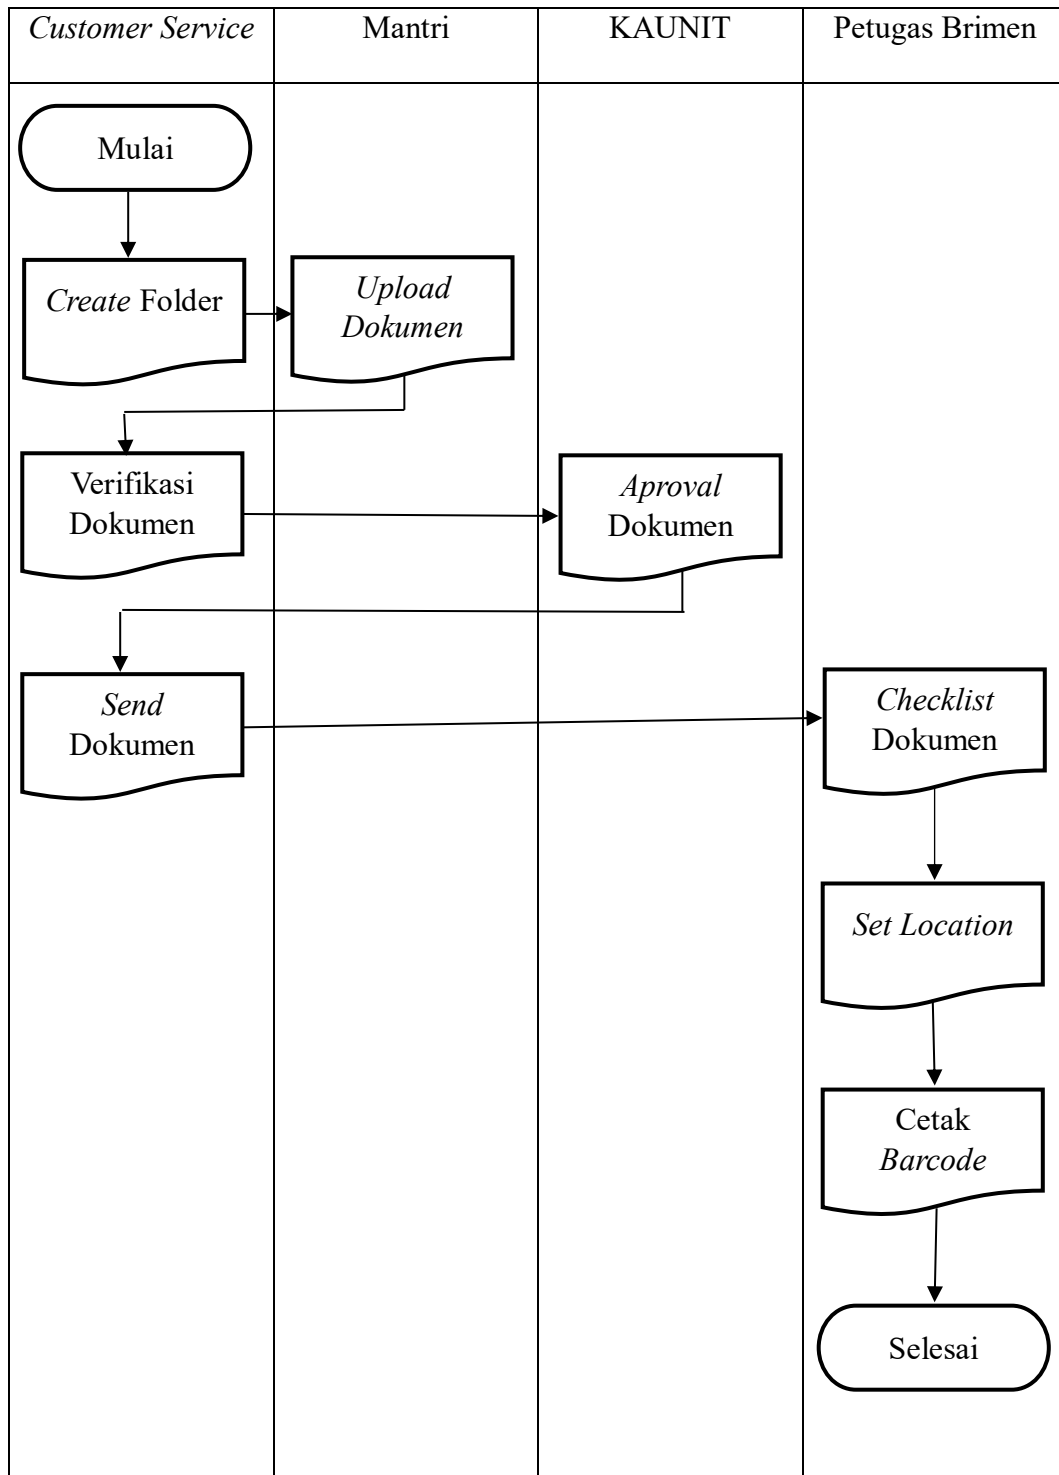 Customer Service Mantri KAUNIT Petugas Brimen
Mulai
Create Folder
Upload
Dokumen
Verifikasi
Dokumen
Aproval
Dokumen
Send
Dokumen
Checklist
Dokumen
Set Location
Cetak
Barcode
Selesai